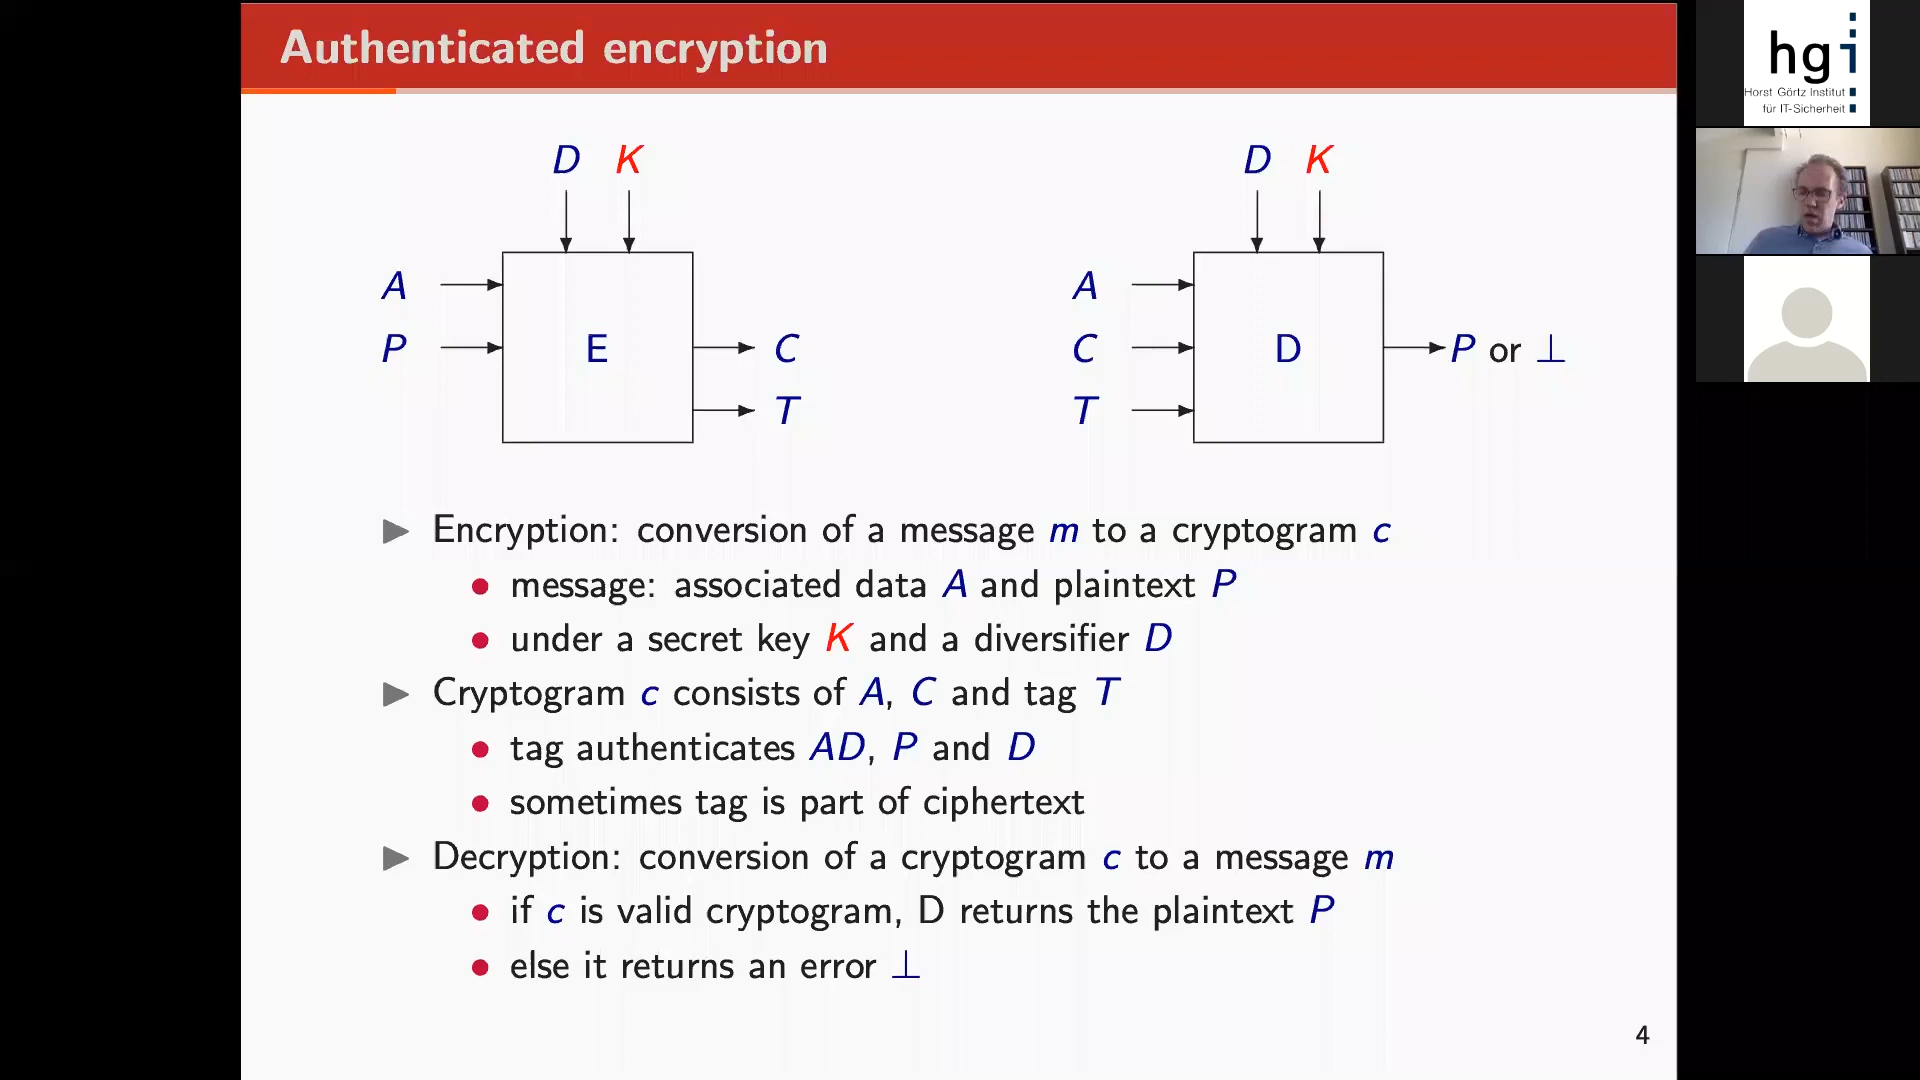 Authenticated encryption
D K
A
P
E
C
T
D K
A
C
T
D
P or ⊥
Encryption: conversion of a message m to a cryptogram c
message: associated data A and plaintext P
under a secret key K and a diversifier D
Cryptogram c consists of A, C and tag T
tag authenticates AD, P and D
sometimes tag is part of ciphertext
Decryption: conversion of a cryptogram c to a message m
if c is valid cryptogram, D returns the plaintext P
else it returns an error ⊥
4
hgi
Horst Görtz Institut
für IT-Sicherheit